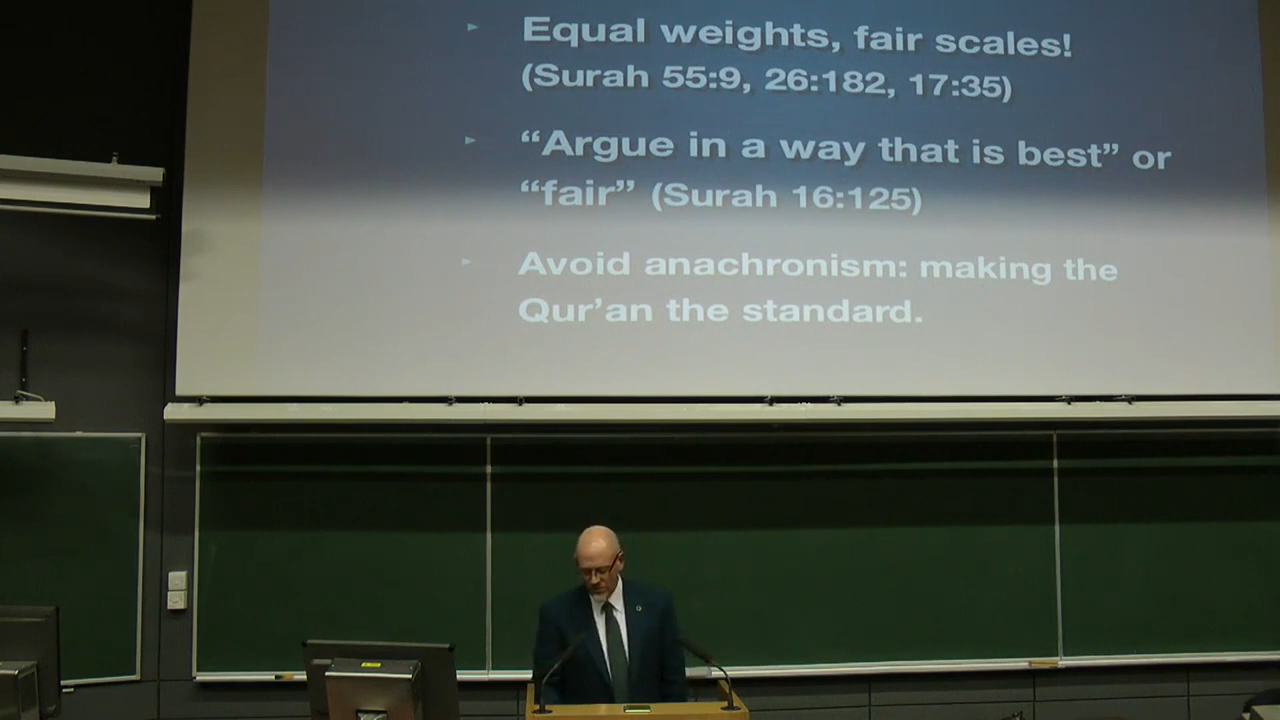 Equal weights, fair scales!
(Surah 55:9, 26:182, 17:35)
“Argue in a way that is best” or
“fair” (Surah 16:125)
Avoid anachronism: making the
Qur’an the standard.